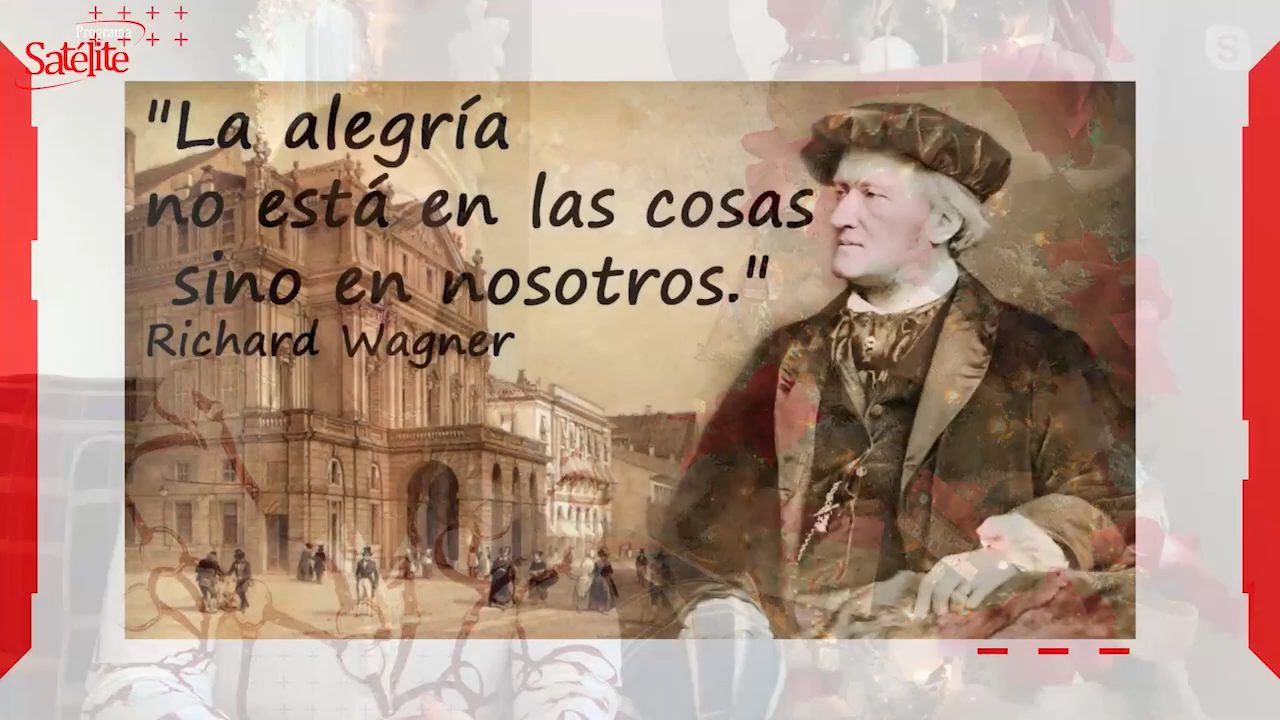 Programa
Satélite
S
"La alegría
no está en las cosas
sino en nosotros."
Richard Wagner